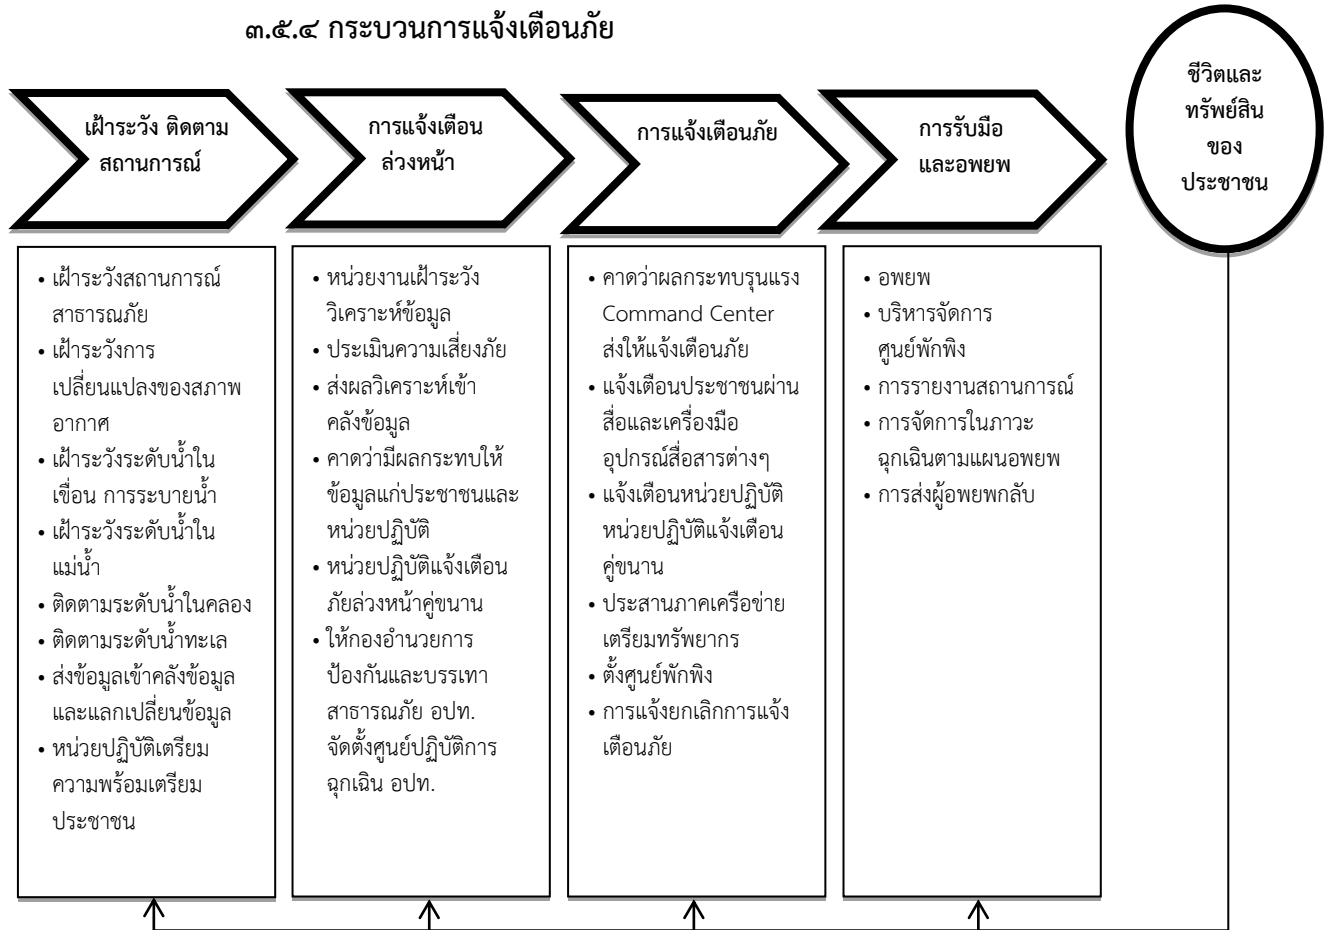 ๓.๕.๔ กระบวนการแจ้งเตือนภัย
เฝ้าระวัง ติดตาม
สถานการณ์
การแจ้งเตือน
ล่วงหน้า
การแจ้งเตือนภัย
การรับมือ
และอพยพ
ชีวิตและ
ทรัพย์สิน
ของ
ประชาชน
• เฝ้าระวังสถานการณ์
สาธารณภัย
• เฝ้าระวังการ
เปลี่ยนแปลงของสภาพ
อากาศ
• เฝ้าระวังระดับน้ำใน
เขื่อน การระบายน้ำ
• เฝ้าระวังระดับน้ำใน
แม่น้ำ
• ติดตามระดับน้ำในคลอง
• ติดตามระดับน้ำทะเล
• ส่งข้อมูลเข้าคลังข้อมูล
และแลกเปลี่ยนข้อมูล
• หน่วยปฏิบัติเตรียม
ความพร้อมเตรียม
ประชาชน
• หน่วยงานเฝ้าระวัง
วิเคราะห์ข้อมูล
• ประเมินความเสี่ยงภัย
• ส่งผลวิเคราะห์เข้า
คลังข้อมูล
• คาดว่ามีผลกระทบให้
ข้อมูลแก่ประชาชนและ
หน่วยปฏิบัติ
• หน่วยปฏิบัติแจ้งเตือน
ภัยล่วงหน้าคู่ขนาน
• ให้กองอำนวยการ
ป้องกันและบรรเทา
สาธารณภัย อปท.
จัดตั้งศูนย์ปฏิบัติการ
ฉุกเฉิน อปท.
• คาดว่าผลกระทบรุนแรง
Command Center
ส่งให้แจ้งเตือนภัย
• แจ้งเตือนประชาชนผ่าน
สื่อและเครื่องมือ
อุปกรณ์สื่อสารต่างๆ
• แจ้งเตือนหน่วยปฏิบัติ
หน่วยปฏิบัติแจ้งเตือน
คู่ขนาน
• ประสานภาคเครือข่าย
เตรียมทรัพยากร
• ตั้งศูนย์พักพิง
• การแจ้งยกเลิกการแจ้ง
เตือนภัย
• อพยพ
• บริหารจัดการ
ศูนย์พักพิง
• การรายงานสถานการณ์
• การจัดการในภาวะ
ฉุกเฉินตามแผนอพยพ
• การส่งผู้อพยพกลับ